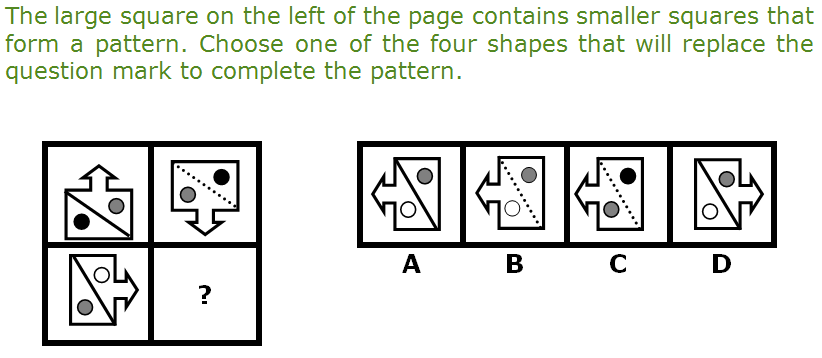 The large square on the left of the page contains smaller squares that
form a pattern. Choose one of the four shapes that will replace the
question mark to complete the pattern.
?
A B C D